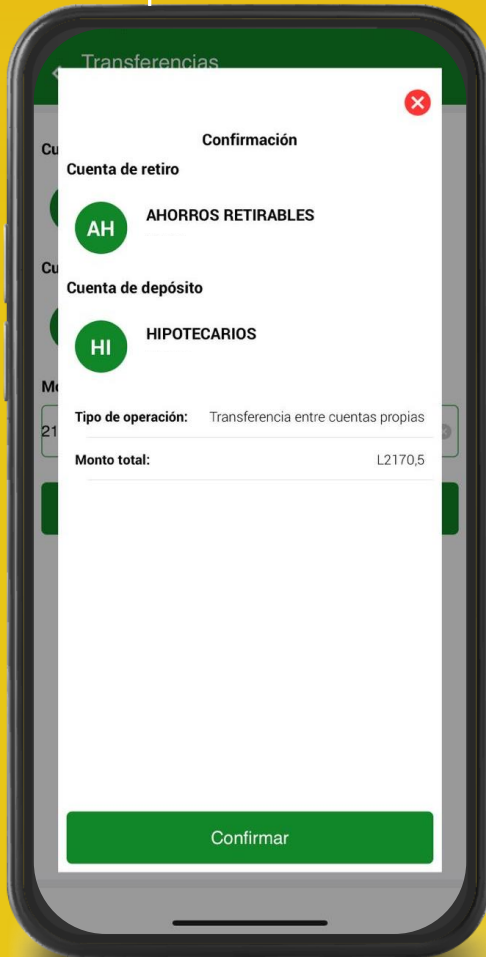 Transferencias
Confirmación
Cuenta de retiro
AH
AHORROS RETIRABLES
Cuenta de depósito
HI
HIPOTECARIOS
Tipo de operación: Transferencia entre cuentas propias
Monto total: L2170,5
Confirmar